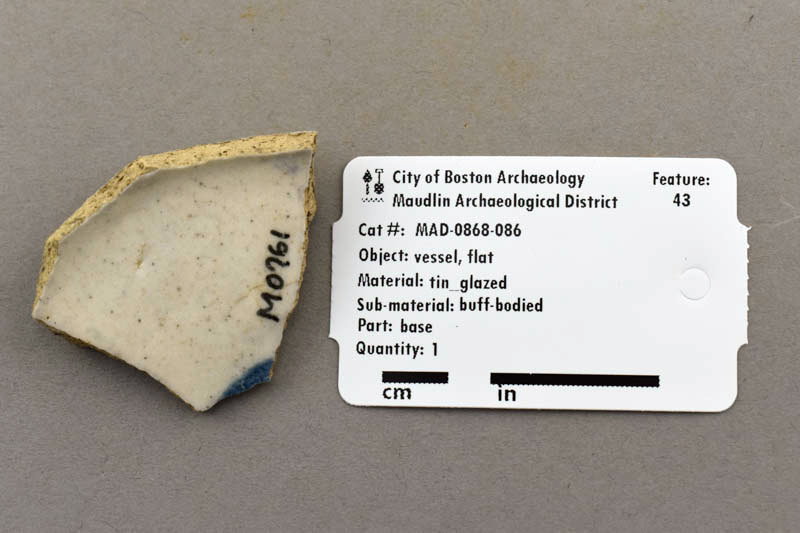 City of Boston Archaeology
Maudlin Archaeological District
Feature:
43
Cat #: MAD-0868-086
Object: vessel, flat
Material: tin_glazed
Sub-material: buff-bodied
Part: base
Quantity: 1
cm
in
M0761